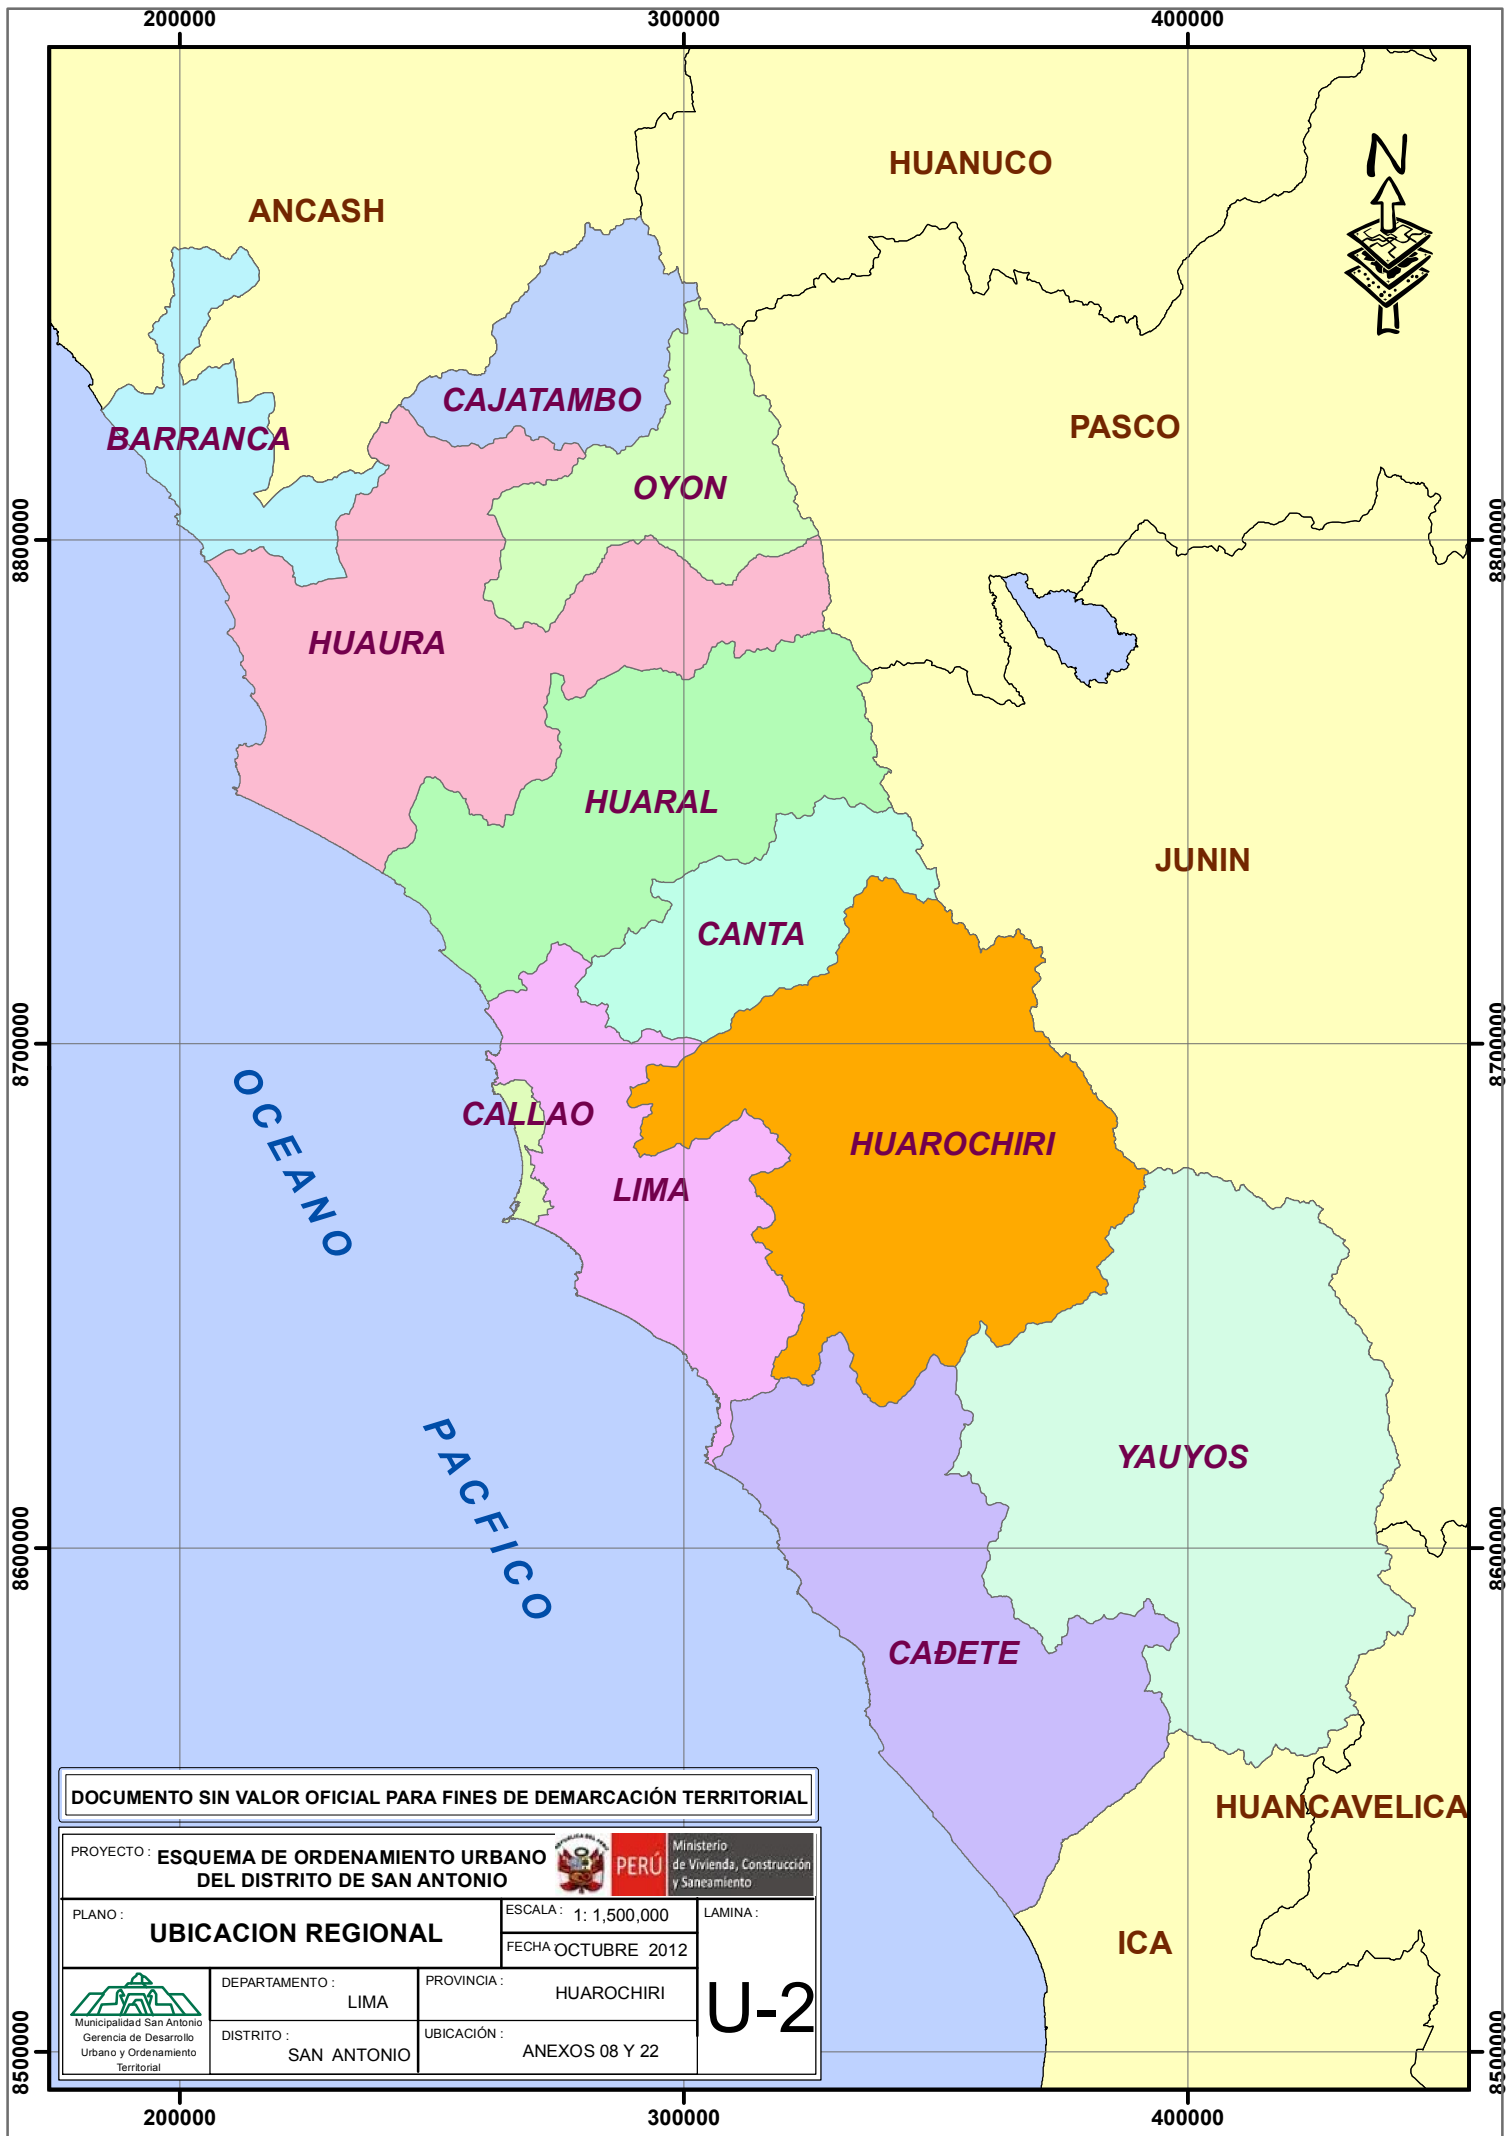 200000
300000
400000
HUANUCO
N
ANCASH
CAJATAMBO
BARRANCA
PASCO
OYON
8800000
8800000
HUAURA
HUARAL
JUNIN
CANTA
8700000
8700000
OCEANO
CALLAO
HUAROCHIRI
LIMA
PACFICO
YAUYOS
8600000
8600000
CAĐETE
HUANCAVELICA
ICA
DOCUMENTO SIN VALOR OFICIAL PARA FINES DE DEMARCACIÓN TERRITORIAL
PROYECTO : ESQUEMA DE ORDENAMIENTO URBANO
DEL DISTRITO DE SAN ANTONIO
REPUBLICA DEL PERU
PERÚ
Ministerio
de Vivienda, Construcción
y Saneamiento
PLANO :
UBICACION REGIONAL
ESCALA : 1: 1,500,000
FECHA : OCTUBRE 2012
LAMINA :
U-2
Municipalidad San Antonio
Gerencia de Desarrollo
Urbano y Ordenamiento
Territorial
DEPARTAMENTO :
LIMA
PROVINCIA :
HUAROCHIRI
DISTRITO :
SAN ANTONIO
UBICACIÓN :
ANEXOS 08 Y 22
8500000
8500000
200000
300000
400000